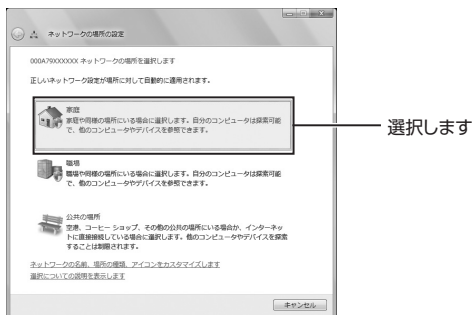 ネットワークの場所の設定
000A79XXXXXX ネットワークの場所を選択します
正しいネットワーク設定が場所に対して自動的に適用されます。
家庭
家庭や同様の場所にいる場合に選択します。自分のコンピュータは探索可能
で、他のコンピュータやデバイスを参照できます。
選択します
職場
職場や同様の場所にいる場合に選択します。自分のコンピュータは探索可能
で、他のコンピュータやデバイスを参照できます。
公共の場所
空港、コーヒー ショップ、その他の公共の場所にいる場合か、インターネッ
トに直接接続している場合に選択します。他のコンピュータやデバイスを探索
することは制限されます。
ネットワークの名前、場所の種類、アイコンをカスタマイズします
選択についての説明を表示します
キャンセル